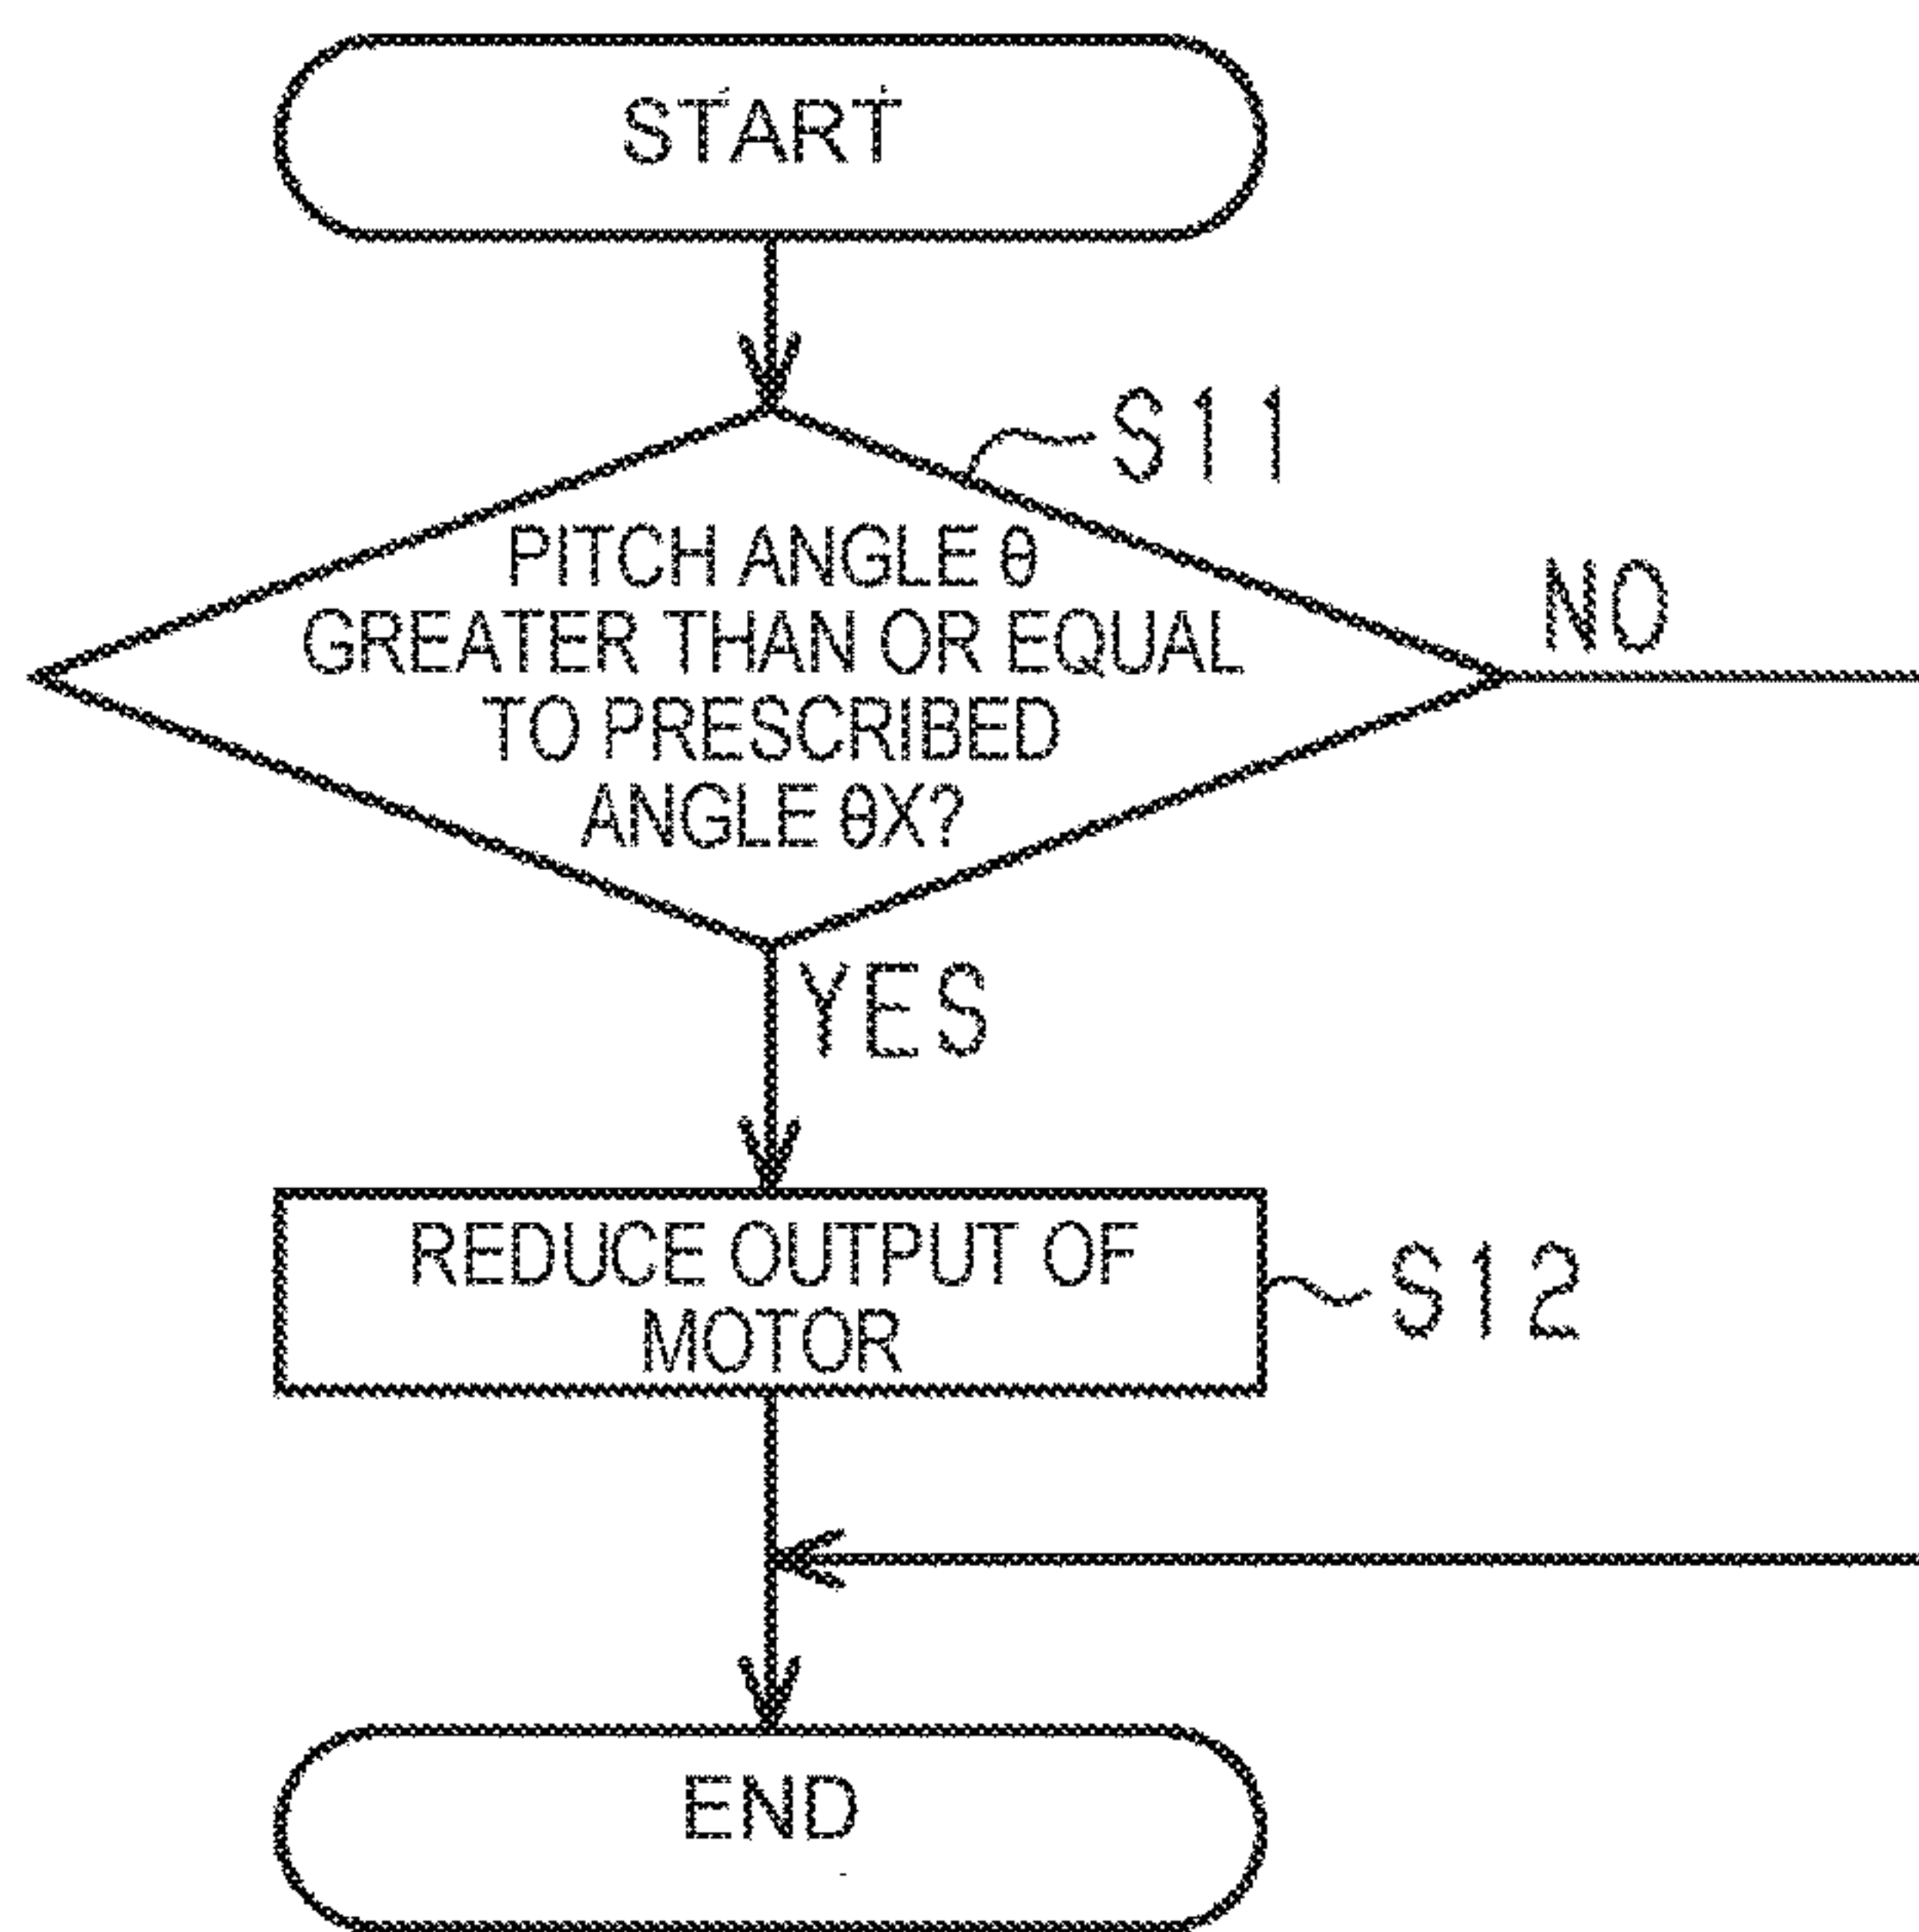 START
S11
PITCH ANGLE θ
GREATER THAN OR EQUAL
TO PRESCRIBED
ANGLE θX?
NO
YES
REDUCE OUTPUT OF
MOTOR
S12
END